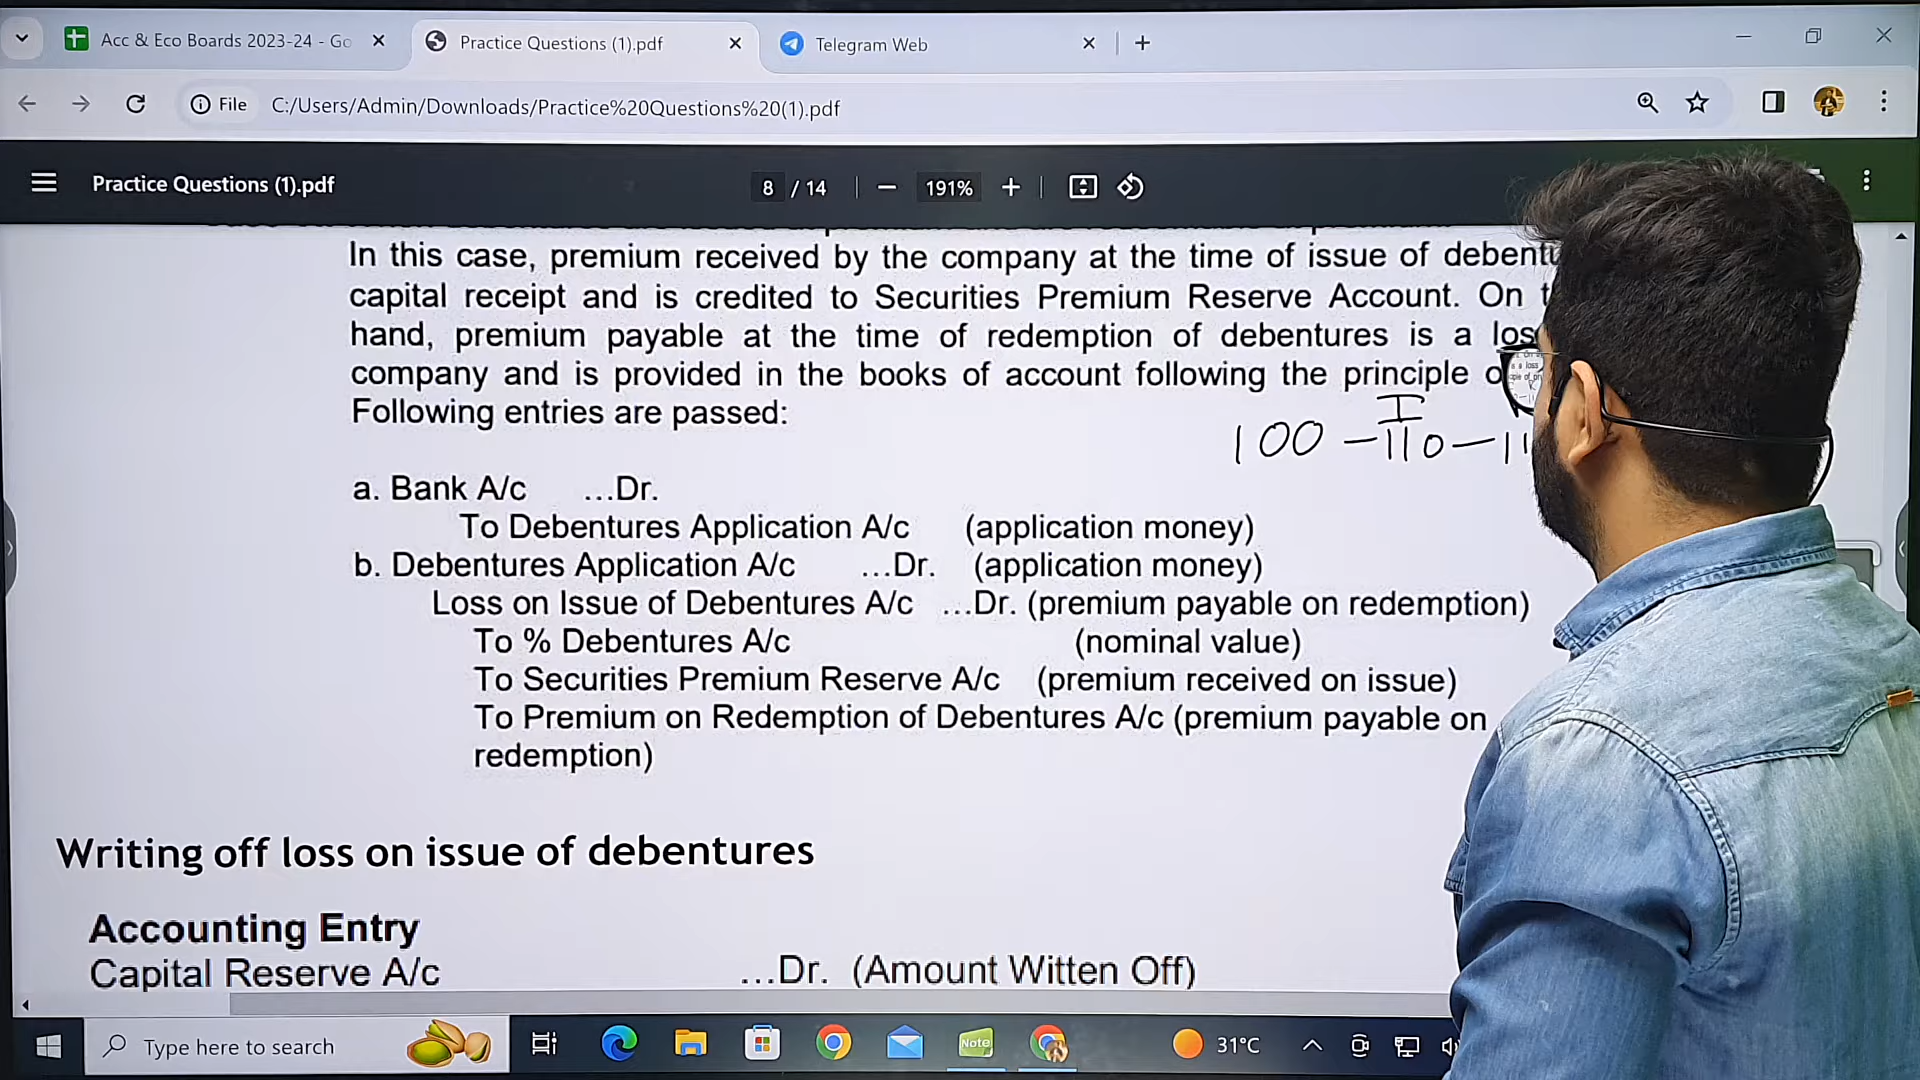 Acc & Eco Boards 2023-24 - Go
Practice Questions (1).pdf
Telegram Web
File
C:/Users/Admin/Downloads/Practice%20Questions%20(1).pdf
Practice Questions (1).pdf
8 / 14
191%
In this case, premium received by the company at the time of issue of
capital receipt and is credited to Securities Premium Reserve Account. On
hand, premium payable at the time of redemption of debentures is a
company and is provided in the books of account following the principle
Following entries are passed:
I
100 - 110 -
a. Bank A/c ...Dr.
To Debentures Application A/c (application money)
b. Debentures Application A/c ...Dr. (application money)
Loss on Issue of Debentures A/c ...Dr. (premium payable on redemption)
To % Debentures A/c (nominal value)
To Securities Premium Reserve A/c (premium received on issue)
To Premium on Redemption of Debentures A/c (premium payable on
redemption)
Writing off loss on issue of debentures
Accounting Entry
Capital Reserve A/c ...Dr. (Amount Witten Off)
Type here to search
Note
31°C